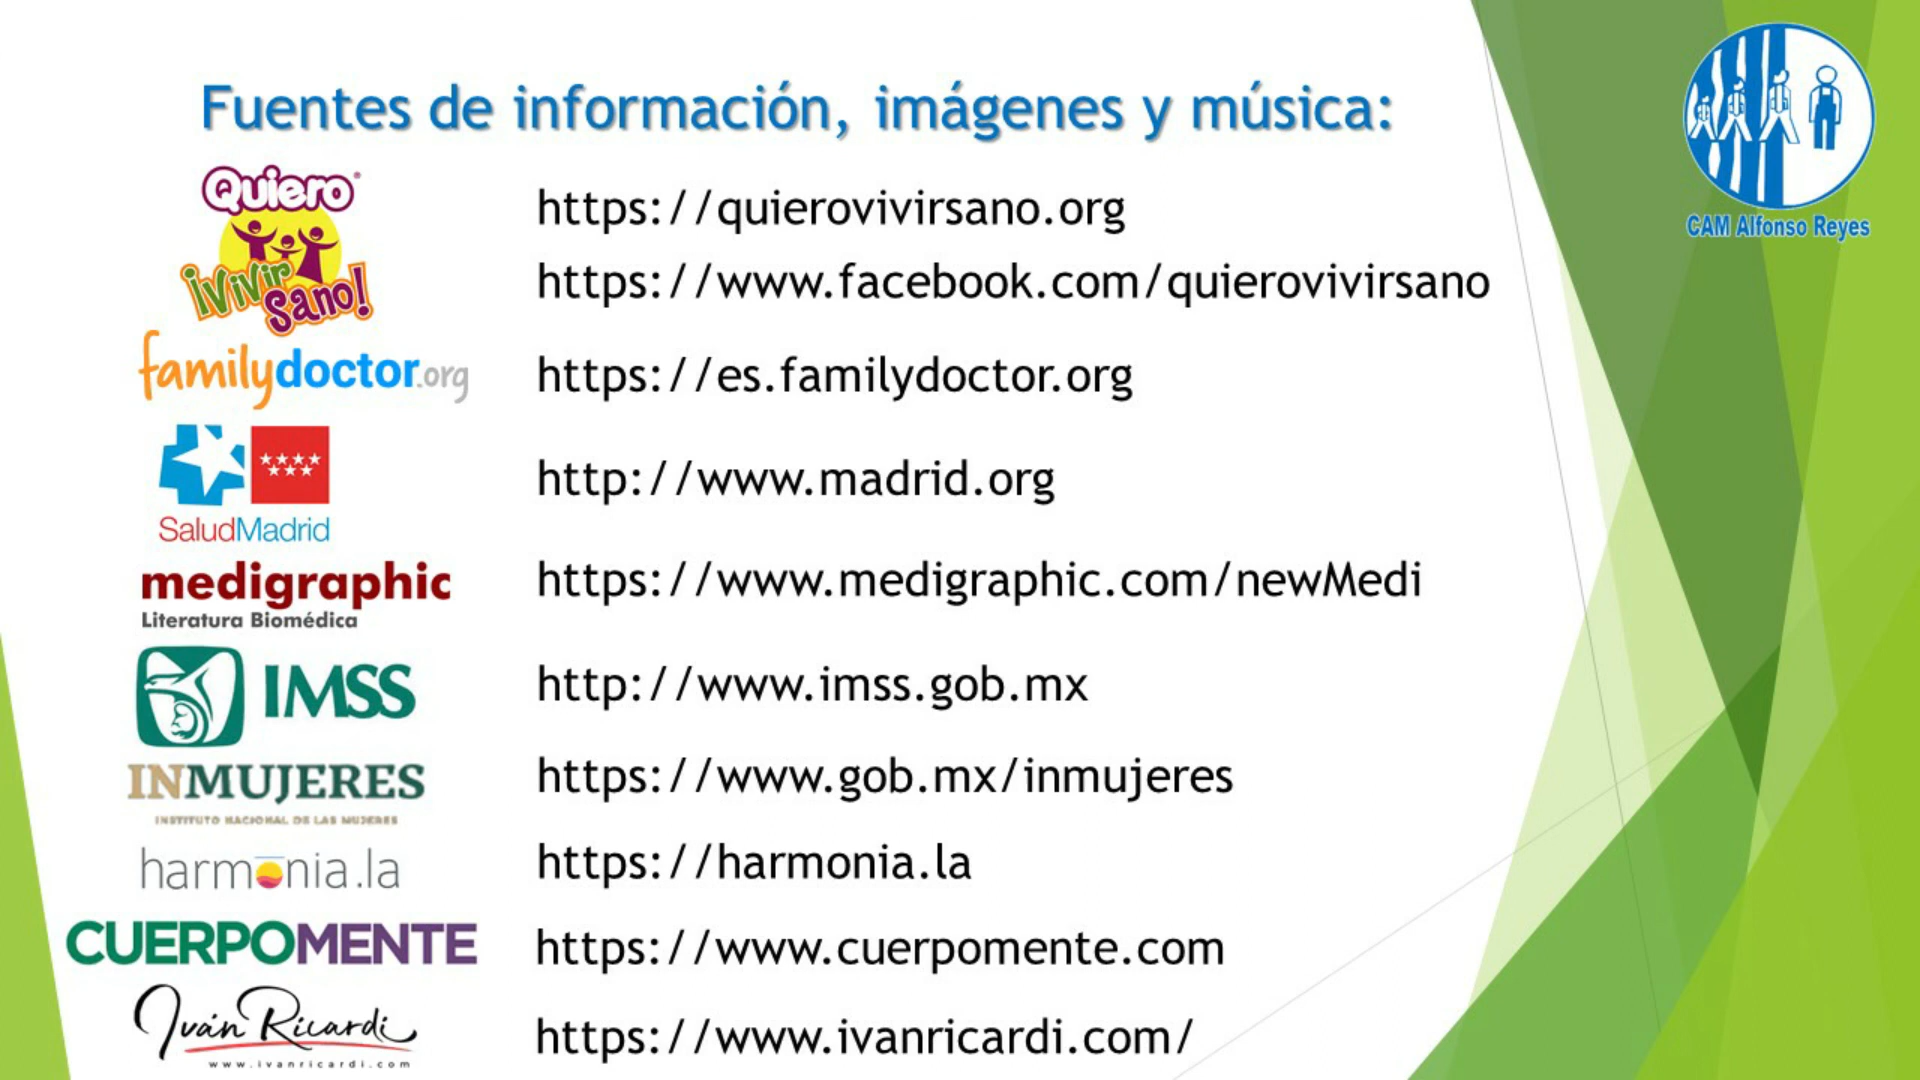 Fuentes de información, imágenes y música:
CAM Alfonso Reyes
Quiero
¡Vivir
Sano!
https://quierovivirsano.org
https://www.facebook.com/quierovivirsano
familydoctor.org
https://es.familydoctor.org
SaludMadrid
http://www.madrid.org
medigraphic
Literatura Biomédica
https://www.medigraphic.com/newMedi
IMSS
http://www.imss.gob.mx
INMUJERES
INSTITUTO NACIONAL DE LAS MUJERES
https://www.gob.mx/inmujeres
harmonia.la
https://harmonia.la
CUERPOMENTE
https://www.cuerpomente.com
Iván Ricardi
www.ivanricardi.com
https://www.ivanricardi.com/